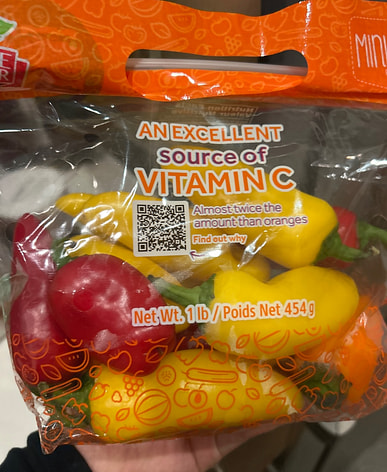 MINI
AN EXCELLENT
source of
VITAMIN C
Almost twice the
amount than oranges
Find out why
Net Wt. 1 lb / Poids Net 454 g